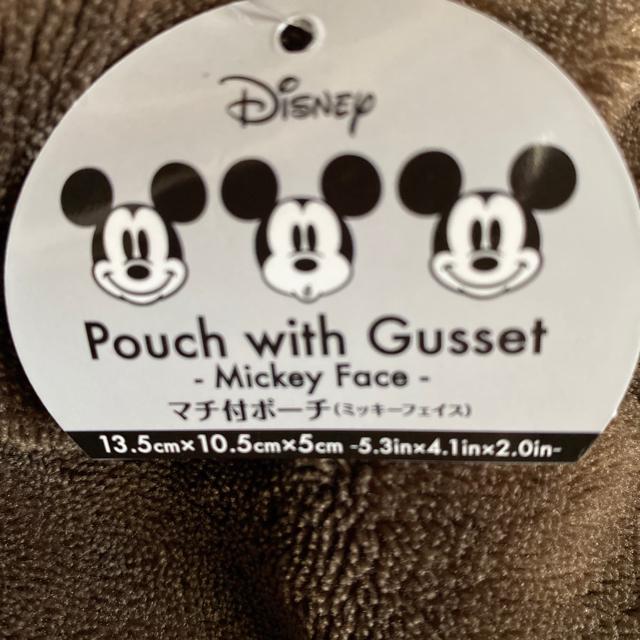 Disney
Pouch with Gusset
- Mickey Face -
マチ付ポーチ(ミッキーフェイス)
13.5cm×10.5cm×5cm -5.3in×4.1in×2.0in-